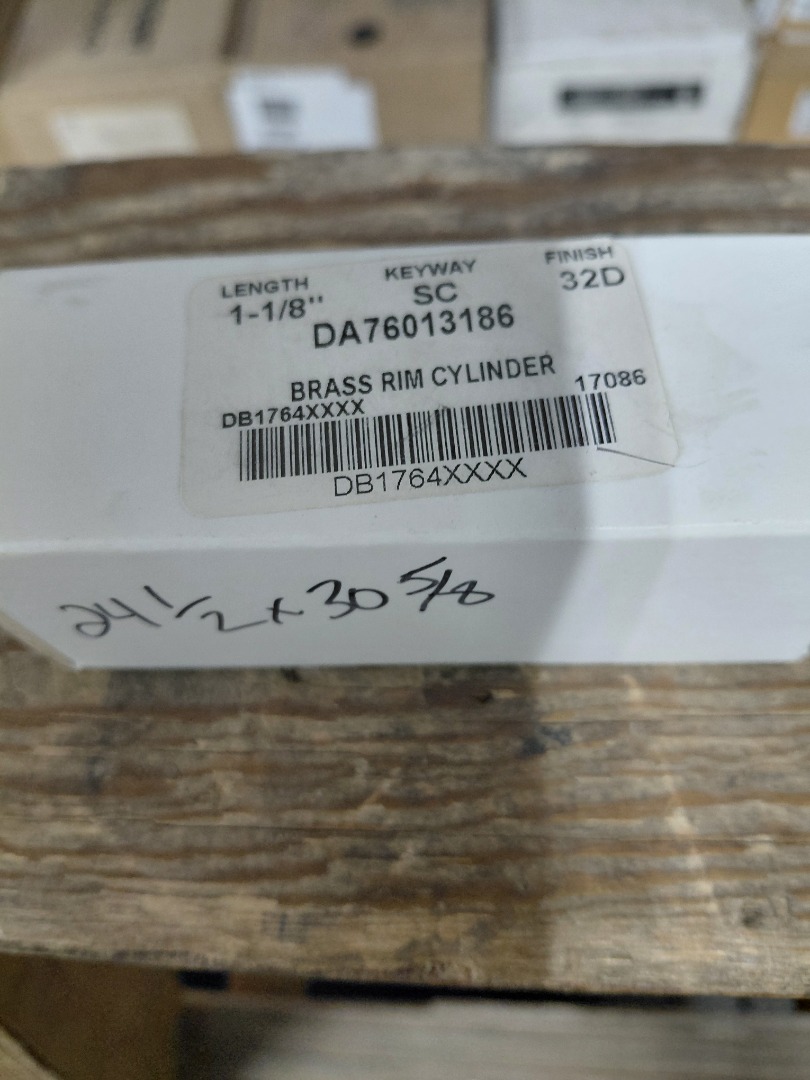 LENGTH KEYWAY FINISH
1-1/8" SC 32D
DA76013186
BRASS RIM CYLINDER
DB1764XXXX 17086
DB1764XXXX
24 1/2 x 30 5/8